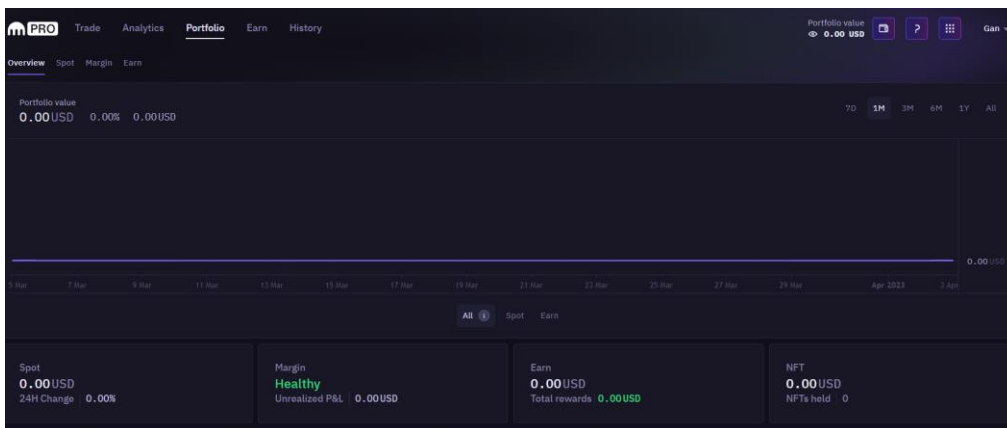 PRO Trade Analytics Portfolio Earn History
Portfolio value
0.00 USD
Gan
Overview Spot Margin Earn
Portfolio value
0.00USD 0.00% 0.00USD
7D 1M 3M 6M 1Y All
0.00USD
5 Mar 7 Mar 9 Mar 11 Mar 13 Mar 15 Mar 17 Mar 19 Mar 21 Mar 23 Mar 25 Mar 27 Mar 29 Mar Apr 2023 3 Apr
All i Spot Earn
Spot
0.00USD
24H Change 0.00%
Margin
Healthy
Unrealized P&L 0.00USD
Earn
0.00USD
Total rewards 0.00USD
NFT
0.00USD
NFTs held 0